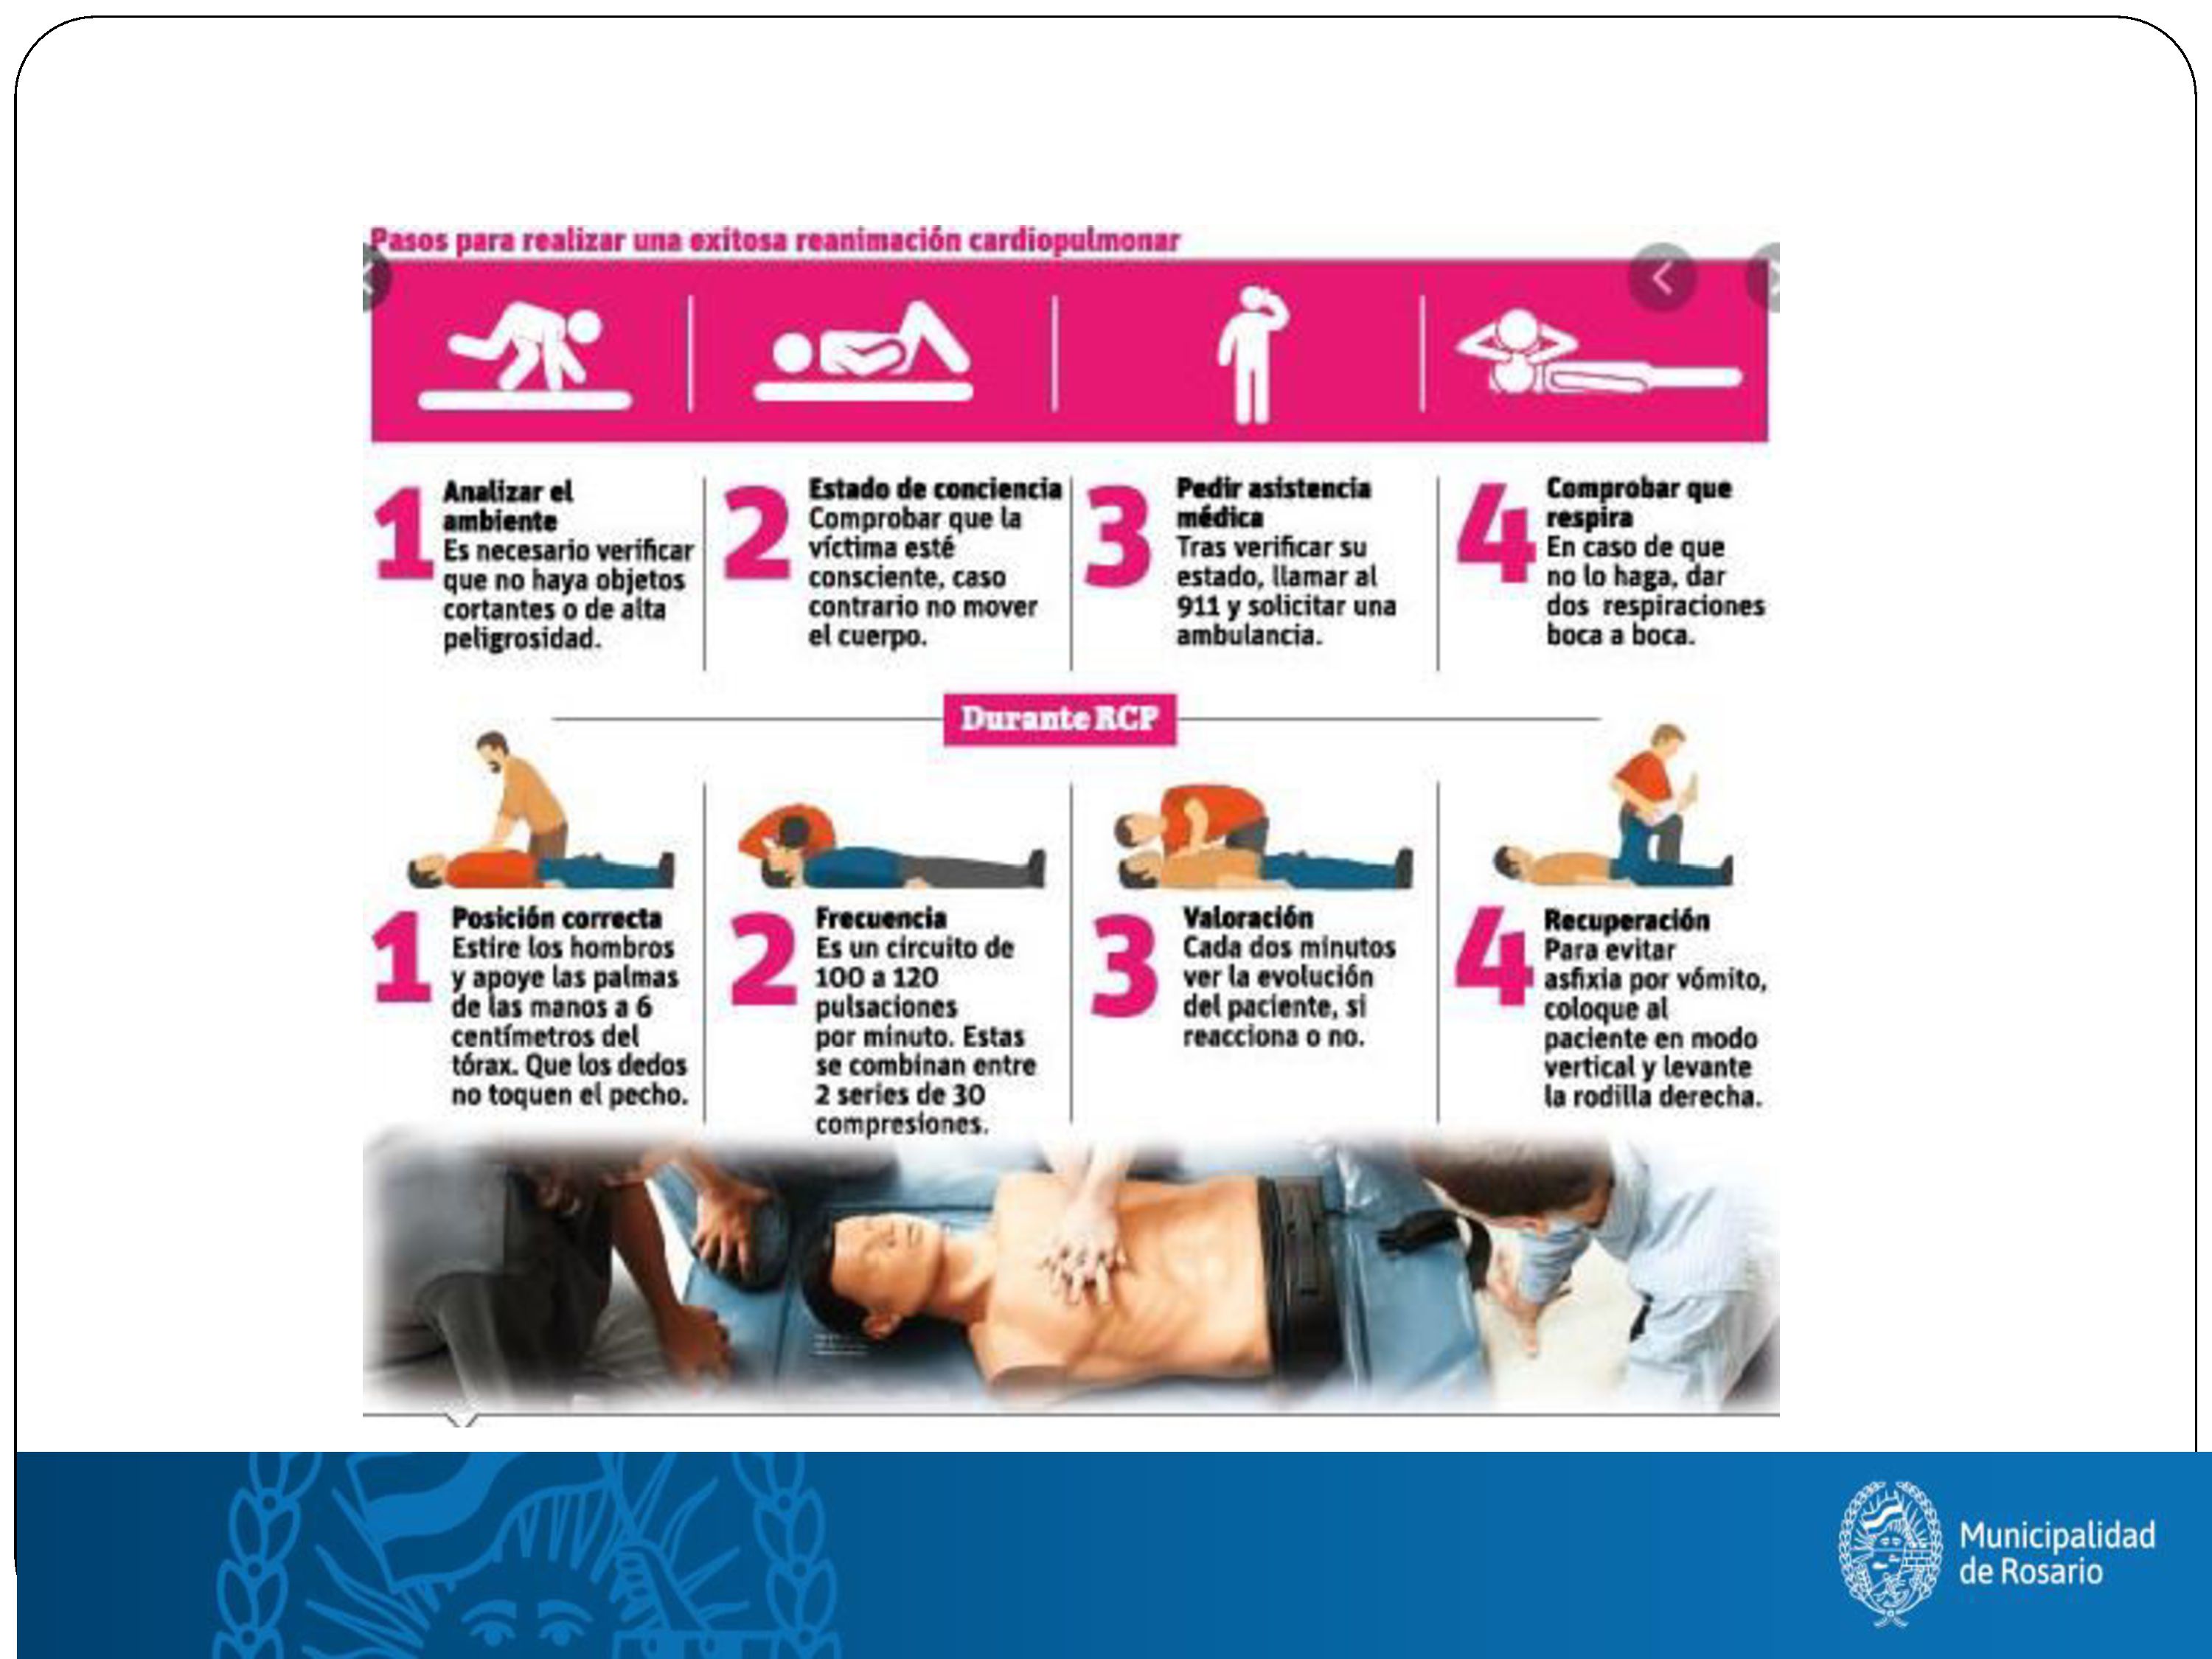 Pasos para realizar una exitosa reanimación cardiopulmonar
1
Analizar el
ambiente
Es necesario verificar
que no haya objetos
cortantes o de alta
peligrosidad.
2
Estado de conciencia
Comprobar que la
víctima esté
consciente, caso
contrario no mover
el cuerpo.
3
Pedir asistencia
médica
Tras verificar su
estado, llamar al
911 y solicitar una
ambulancia.
4
Comprobar que
respira
En caso de que
no lo haga, dar
dos respiraciones
boca a boca.
Durante RCP
1
Posición correcta
Estire los hombros
y apoye las palmas
de las manos a 6
centímetros del
tórax. Que los dedos
no toquen el pecho.
2
Frecuencia
Es un circuito de
100 a 120
pulsaciones
por minuto. Estas
se combinan entre
2 series de 30
compresiones.
3
Valoración
Cada dos minutos
ver la evolución
del paciente, si
reacciona o no.
4
Recuperación
Para evitar
asfixia por vómito,
coloque al
paciente en modo
vertical y levante
la rodilla derecha.
Municipalidad
de Rosario